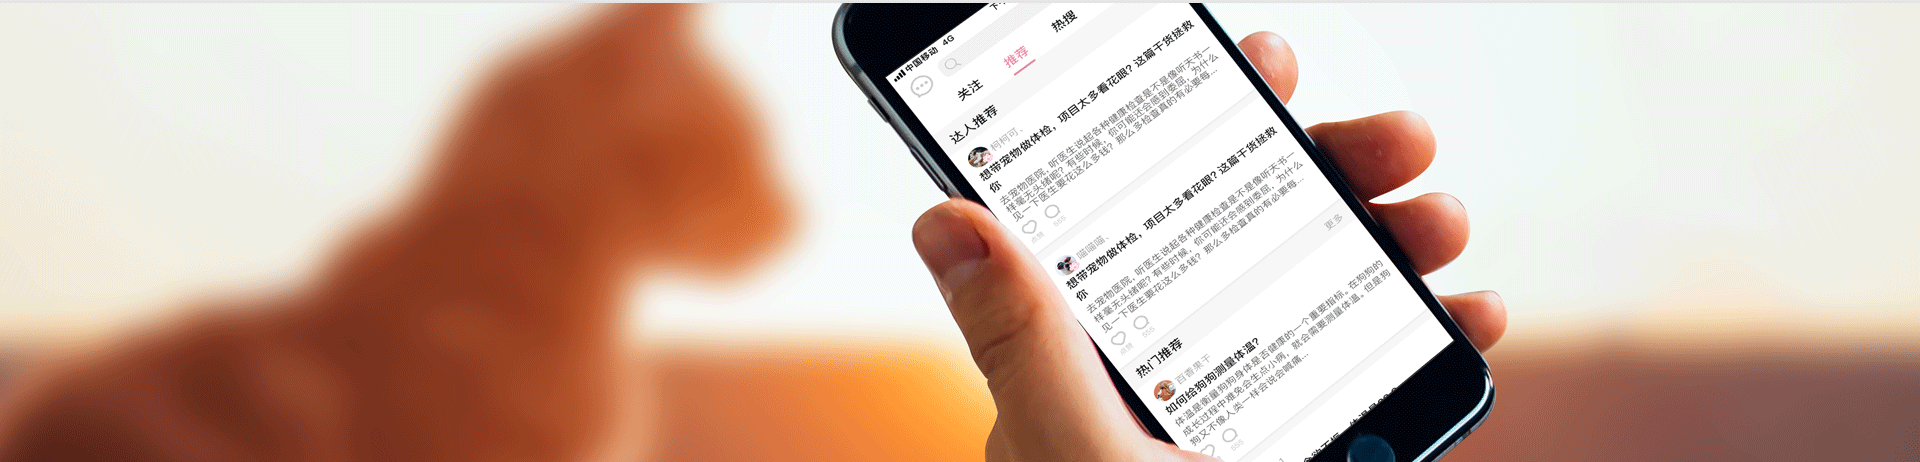 中国移动 4G
关注
推荐
热搜
达人推荐
柯柯可、
想带宠物做体检，项目太多看花眼？这篇干货拯救
你
去宠物医院，听医生说起各种健康检查是不是像听天书一
样毫无头绪呢？有些时候，你可能还会感到委屈，为什么
见一下医生要花这么多钱？那么多检查真的有必要每...
点赞
555
喵喵喵、
想带宠物做体检，项目太多看花眼？这篇干货拯救
你
去宠物医院，听医生说起各种健康检查是不是像听天书一
样毫无头绪呢？有些时候，你可能还会感到委屈，为什么
见一下医生要花这么多钱？那么多检查真的有必要每...
点赞
555
热门推荐
更多
百香果干
如何给狗狗测量体温？
体温是衡量狗狗身体是否健康的一个重要指标。在狗狗的
成长过程中难免会生点小病，就会需要测量体温。但是狗
狗又不像人类一样会说会喊痛...
555